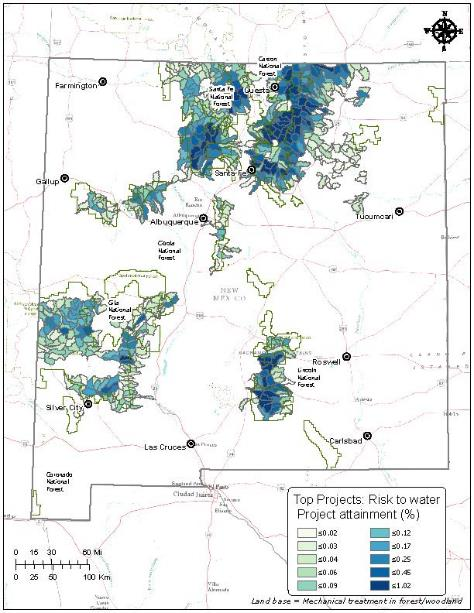 N
W E
S
Carson
National
Forest
Farmington
Santa Fe
National
Forest
Questa
Santa Fe
Gallup
Albuquerque
Albuquerque
Tucumcari
Cibola
National
Forest
NEW
MEXICO
Gila
National
Forest
Roswell
Lincoln
National
Forest
Silver City
Carlsbad
Las Cruces
Coronado
National
Forest
El Paso
Ciudad Juárez
Top Projects: Risk to water
Project attainment (%)
≤0.02 ≤0.12
≤0.03 ≤0.17
≤0.04 ≤0.25
≤0.06 ≤0.45
≤0.09 ≤1.02
0 15 30 60 Mi
0 25 50 100 Km
Land base = Mechanical treatment in forest/woodland